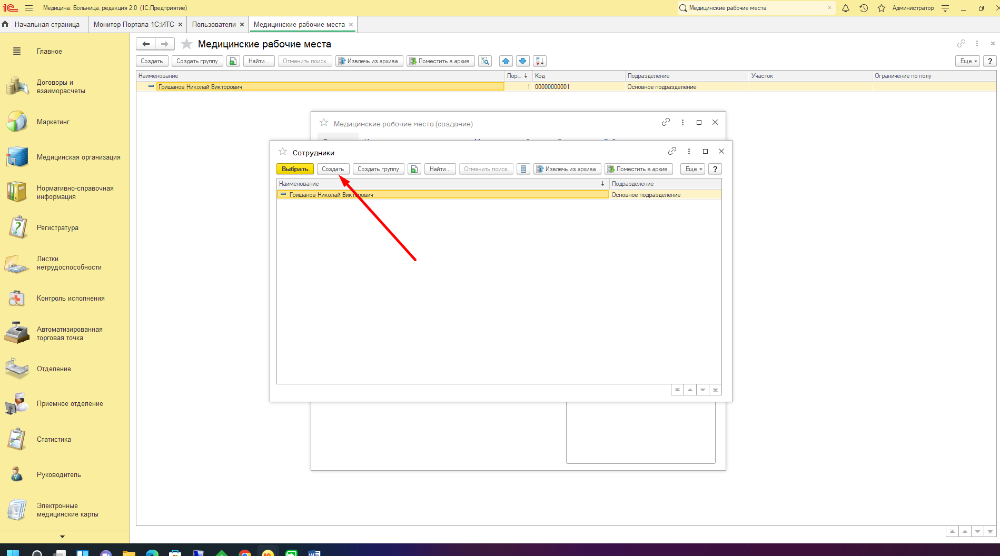 Медицина. Больница, редакция 2.0 (1С:Предприятие)
Медицинские рабочие места
Администратор
Начальная страница
Монитор Портала 1С:ИТС
Пользователи
Медицинские рабочие места
Главное
Договоры и
взаиморасчеты
Маркетинг
Медицинская организация
Нормативно-справочная
информация
Регистратура
Листки
нетрудоспособности
Контроль исполнения
Автоматизированная
торговая точка
Отделение
Приемное отделение
Статистика
Руководитель
Электронные
медицинские карты
Медицинские рабочие места
Создать Создать группу Найти... Отменить поиск Извлечь из архива Поместить в архив Еще ?
Наименование Пор... Код Подразделение Участок Ограничение по полу
Гришанов Николай Викторович 1 00000000001 Основное подразделение
Медицинские рабочие места (создание)
Сотрудники
Выбрать Создать Создать группу Найти... Отменить поиск Извлечь из архива Поместить в архив Еще ?
Наименование Подразделение
Гришанов Николай Викторович Основное подразделение